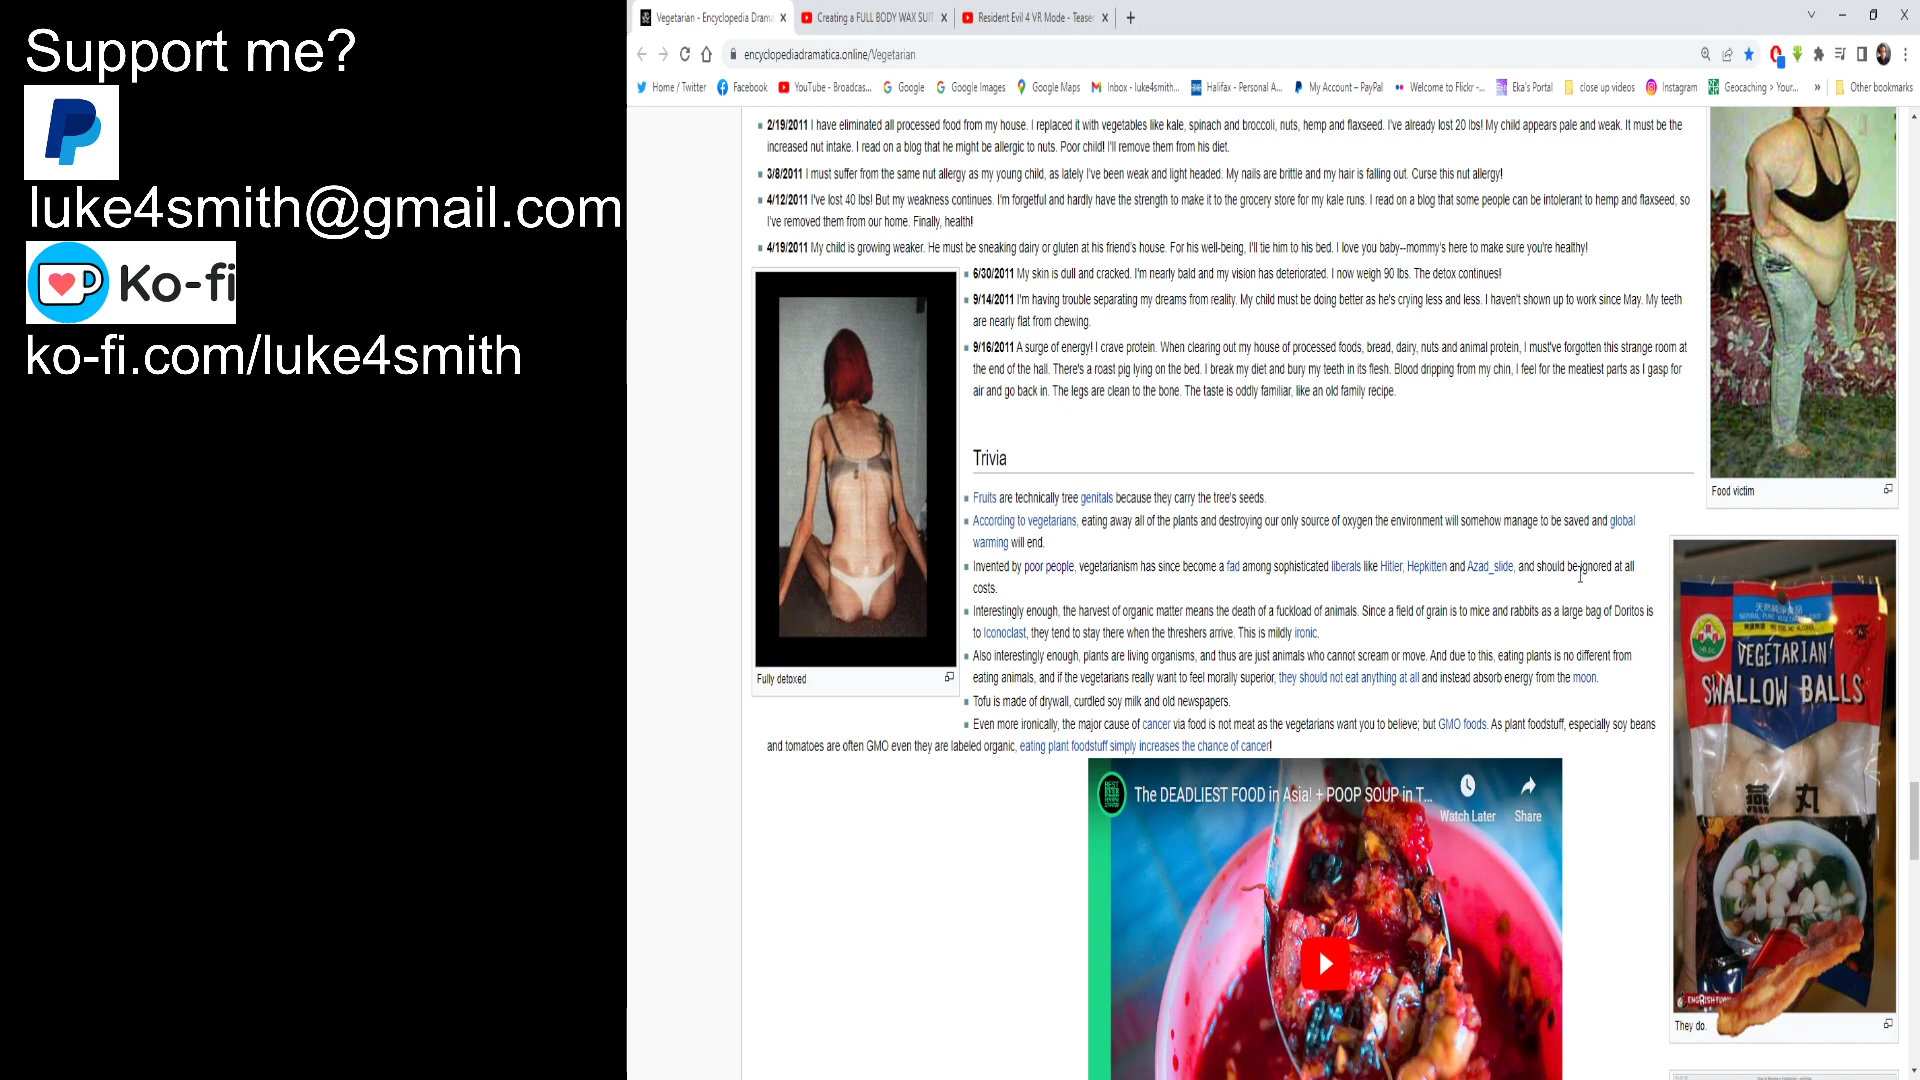 Support me?
luke4smith@gmail.com
Ko-fi
ko-fi.com/luke4smith
Vegetarian - Encyclopedia Drama
Creating a FULL BODY WAX SUIT
Resident Evil 4 VR Mode - Teaser
encyclopediadramatica.online/Vegetarian
Home / Twitter
Facebook
YouTube - Broadcas...
Google
Google Images
Google Maps
Inbox - luke4smith...
Halifax - Personal A...
My Account – PayPal
Welcome to Flickr -...
Eka's Portal
close up videos
Instagram
Geocaching > Your...
»
Other bookmarks
2/19/2011 I have eliminated all processed food from my house. I replaced it with vegetables like kale, spinach and broccoli, nuts, hemp and flaxseed. I've already lost 20 lbs! My child appears pale and weak. It must be the
increased nut intake. I read on a blog that he might be allergic to nuts. Poor child! I'll remove them from his diet.
3/8/2011 I must suffer from the same nut allergy as my young child, as lately I've been weak and light headed. My nails are brittle and my hair is falling out. Curse this nut allergy!
4/12/2011 I've lost 40 lbs! But my weakness continues. I'm forgetful and hardly have the strength to make it to the grocery store for my kale runs. I read on a blog that some people can be intolerant to hemp and flaxseed, so
I've removed them from our home. Finally, health!
4/19/2011 My child is growing weaker. He must be sneaking dairy or gluten at his friend's house. For his well-being, I'll tie him to his bed. I love you baby--mommy's here to make sure you're healthy!
6/30/2011 My skin is dull and cracked. I'm nearly bald and my vision has deteriorated. I now weigh 90 lbs. The detox continues!
9/14/2011 I'm having trouble separating my dreams from reality. My child must be doing better as he's crying less and less. I haven't shown up to work since May. My teeth
are nearly flat from chewing.
9/16/2011 A surge of energy! I crave protein. When clearing out my house of processed foods, bread, dairy, nuts and animal protein, I must've forgotten this strange room at
the end of the hall. There's a roast pig lying on the bed. I break my diet and bury my teeth in its flesh. Blood dripping from my chin, I feel for the meatiest parts as I gasp for
air and go back in. The legs are clean to the bone. The taste is oddly familiar, like an old family recipe.
Fully detoxed
Food victim
Trivia
Fruits are technically tree genitals because they carry the tree's seeds.
According to vegetarians, eating away all of the plants and destroying our only source of oxygen the environment will somehow manage to be saved and global
warming will end.
Invented by poor people, vegetarianism has since become a fad among sophisticated liberals like Hitler, Hepkitten and Azad_slide, and should be ignored at all
costs.
Interestingly enough, the harvest of organic matter means the death of a fuckload of animals. Since a field of grain is to mice and rabbits as a large bag of Doritos is
to Iconoclast, they tend to stay there when the threshers arrive. This is mildly ironic.
Also interestingly enough, plants are living organisms, and thus are just animals who cannot scream or move. And due to this, eating plants is no different from
eating animals, and if the vegetarians really want to feel morally superior, they should not eat anything at all and instead absorb energy from the moon.
Tofu is made of drywall, curdled soy milk and old newspapers.
Even more ironically, the major cause of cancer via food is not meat as the vegetarians want you to believe; but GMO foods. As plant foodstuff, especially soy beans
and tomatoes are often GMO even they are labeled organic, eating plant foodstuff simply increases the chance of cancer!
The DEADLIEST FOOD in Asia! + POOP SOUP in T...
Watch Later
Share
VEGETARIAN
SWALLOW BALLS
燕
丸
They do.